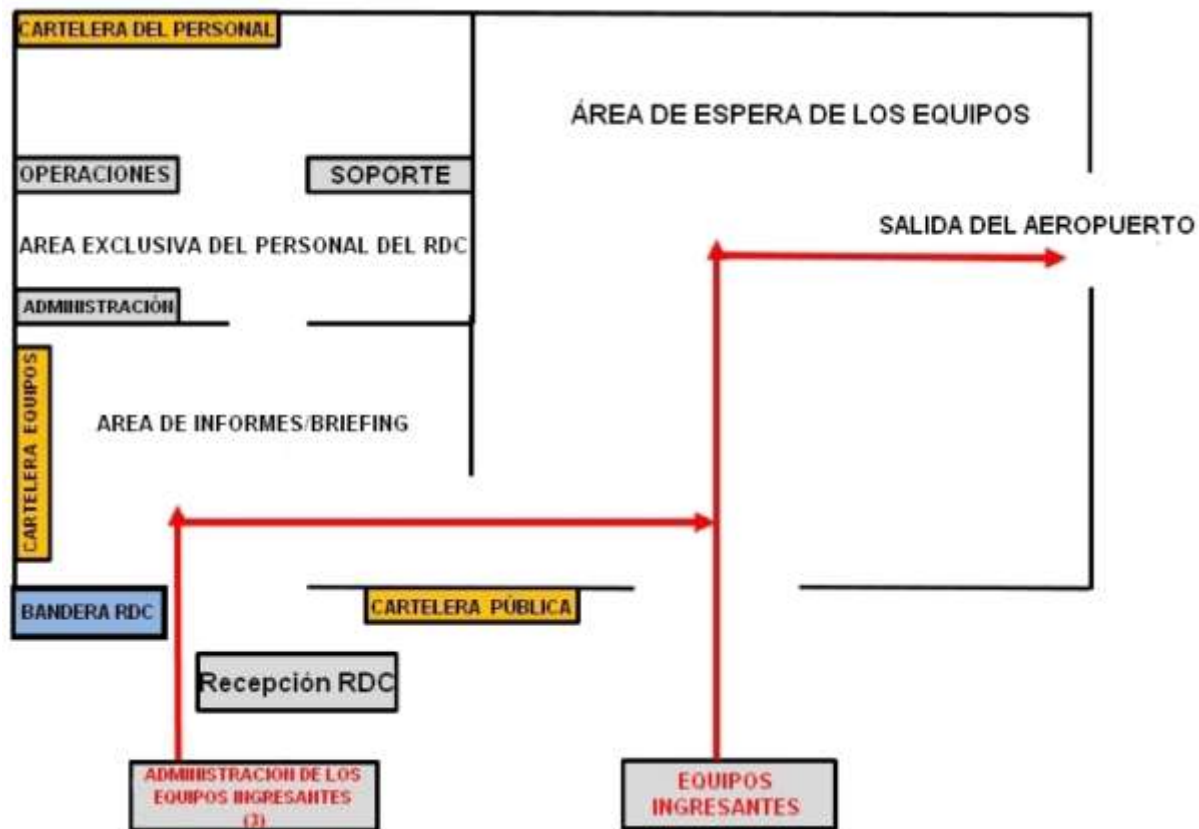 CARTELERA DEL PERSONAL
ÁREA DE ESPERA DE LOS EQUIPOS
OPERACIONES
SOPORTE
SALIDA DEL AEROPUERTO
AREA EXCLUSIVA DEL PERSONAL DEL RDC
ADMINISTRACIÓN
CARTELERA EQUIPOS
AREA DE INFORMES/BRIEFING
BANDERA RDC
CARTELERA PÚBLICA
Recepción RDC
ADMINISTRACION DE LOS
EQUIPOS INGRESANTES
(3)
EQUIPOS
INGRESANTES